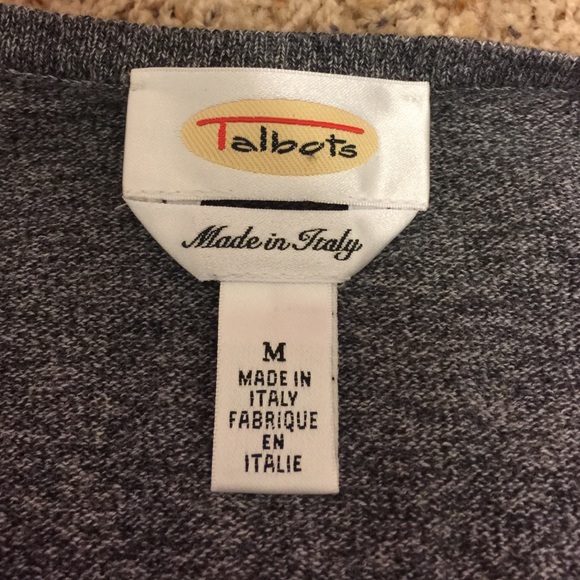 Talbots
Made in Italy
M
MADE IN
ITALY
FABRIQUE
EN
ITALIE